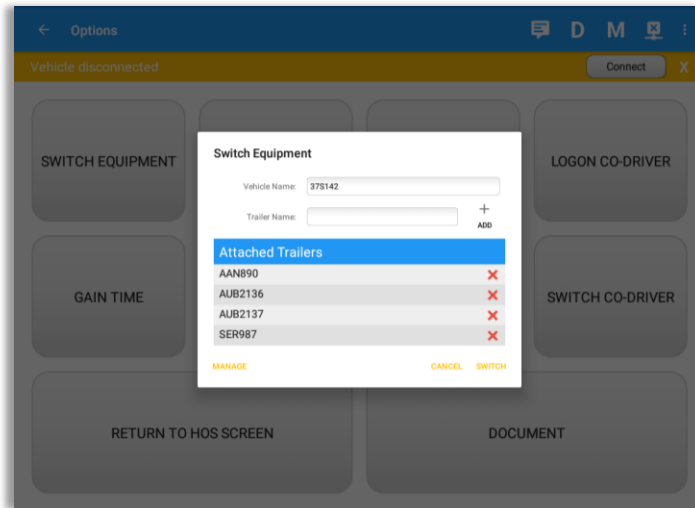 Options
D M
Vehicle disconnected
Connect X
SWITCH EQUIPMENT
LOGON CO-DRIVER
Switch Equipment
Vehicle Name: 37S142
Trailer Name:
+
ADD
Attached Trailers
AAN890
AUB2136
AUB2137
SER987
MANAGE CANCEL SWITCH
GAIN TIME
SWITCH CO-DRIVER
RETURN TO HOS SCREEN
DOCUMENT